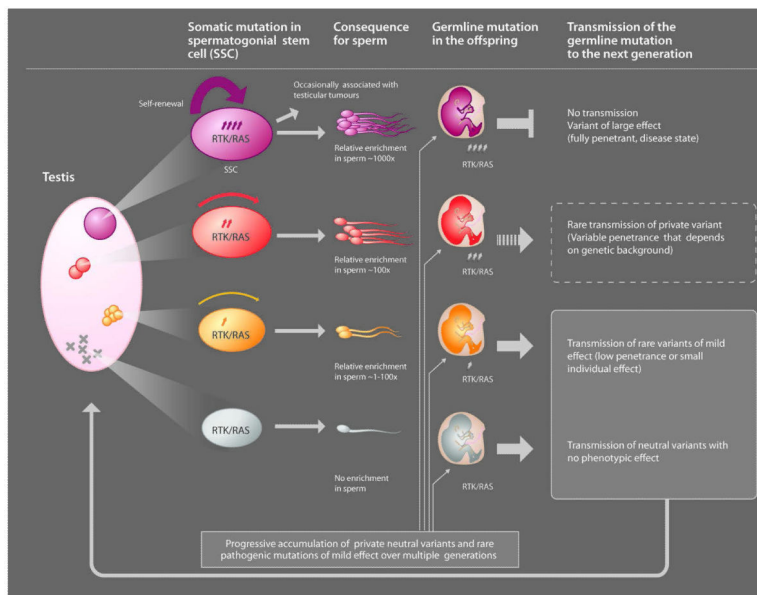 Somatic mutation in
spermatogonial stem
cell (SSC)
Consequence
for sperm
Germline mutation
in the offspring
Transmission of the
germline mutation
to the next generation
Self-renewal
Occasionally associated with
testicular tumours
RTK/RAS
SSC
Relative enrichment
in sperm ~1000x
RTK/RAS
No transmission
Variant of large effect
(fully penetrant, disease state)
Testis
RTK/RAS
Relative enrichment
in sperm ~100x
RTK/RAS
Rare transmission of private variant
(Variable penetrance that depends
on genetic background)
RTK/RAS
Relative enrichment
in sperm ~1-100x
RTK/RAS
Transmission of rare variants of mild
effect (low penetrance or small
individual effect)
RTK/RAS
No enrichment
in sperm
RTK/RAS
Transmission of neutral variants with
no phenotypic effect
Progressive accumulation of private neutral variants and rare
pathogenic mutations of mild effect over multiple generations